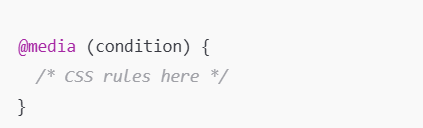 @media (condition) {
  /* CSS rules here */
}